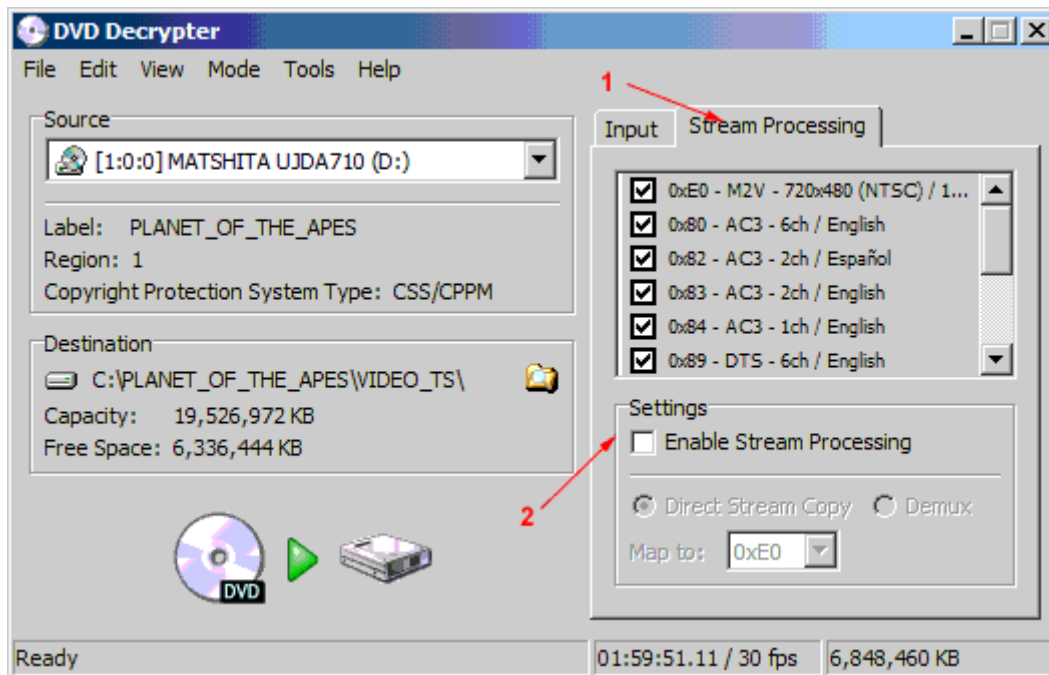 DVD Decrypter
File Edit View Mode Tools Help
1
Source
[1:0:0] MATSHITA UJDA710 (D:)
Label: PLANET_OF_THE_APES
Region: 1
Copyright Protection System Type: CSS/CPPM
Destination
C:\PLANET_OF_THE_APES\VIDEO_TS\
Capacity: 19,526,972 KB
Free Space: 6,336,444 KB
DVD
Input Stream Processing
0xE0 - M2V - 720x480 (NTSC) / 1...
0x80 - AC3 - 6ch / English
0x82 - AC3 - 2ch / Español
0x83 - AC3 - 2ch / English
0x84 - AC3 - 1ch / English
0x89 - DTS - 6ch / English
Settings
Enable Stream Processing
2
Direct Stream Copy Demux
Map to: 0xE0
Ready 01:59:51.11 / 30 fps 6,848,460 KB